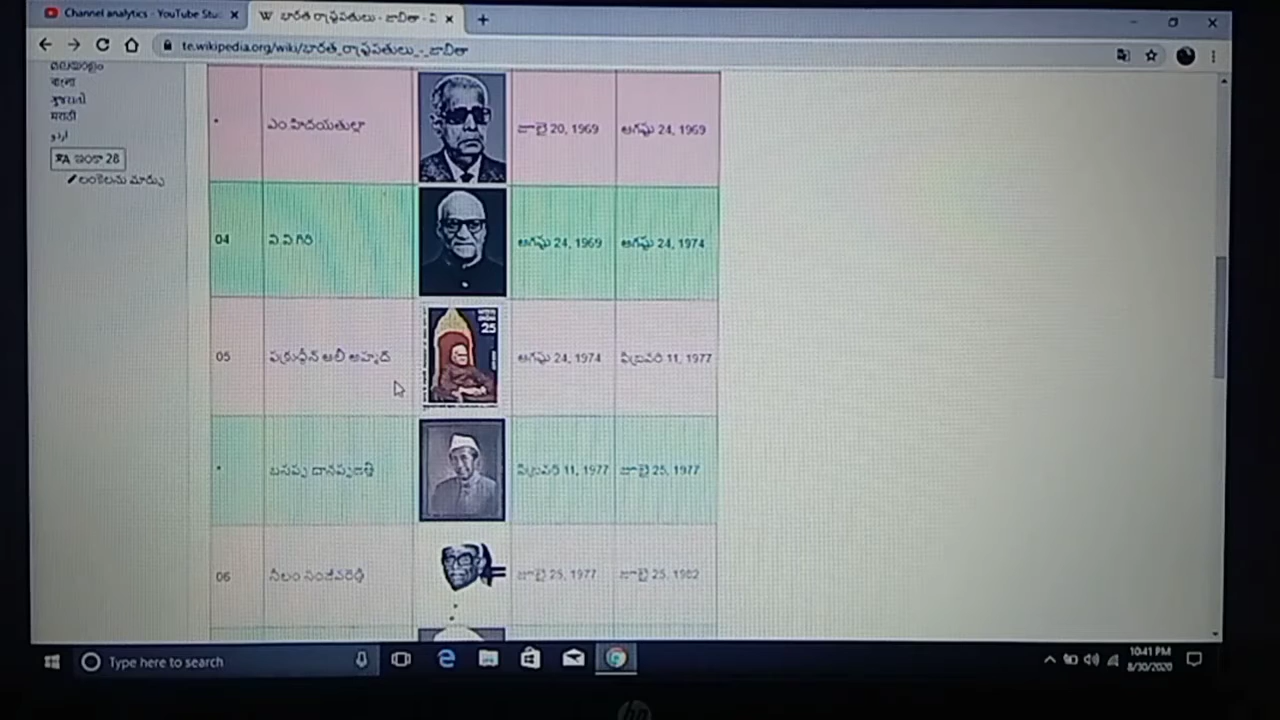 Channel analytics - YouTube Stu
భారత రాష్ట్రపతులు - జాబితా - వి
te.wikipedia.org/wiki/భారత_రాష్ట్రపతులు_-_జాబితా
മലയാളം
বাংলা
ગુજરાતી
मराठी
اردو
ఇంకా 28
లంకెలను మార్చు
ఎం.హిదయతుల్లా
జూలై 20, 1969
ఆగష్టు 24, 1969
04
వి.వి.గిరి
ఆగష్టు 24, 1969
ఆగష్టు 24, 1974
25
05
ఫక్రుద్దీన్ అలీ అహ్మద్
ఆగష్టు 24, 1974
ఫిబ్రవరి 11, 1977
బసప్ప దానప్పజత్తి
ఫిబ్రవరి 11, 1977
జూలై 25, 1977
06
నీలం సంజీవరెడ్డి
జూలై 25, 1977
జూలై 25, 1982
Type here to search
10:41 PM
8/30/2020
hp